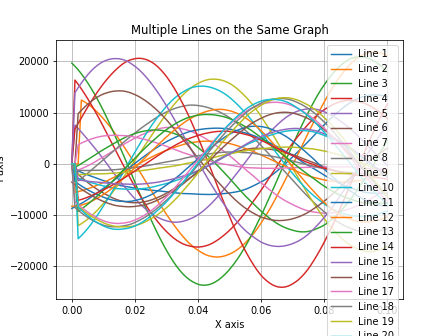 Multiple Lines on the Same Graph
20000
10000
0
−10000
−20000
0.00
0.02
0.04
0.06
X axis
axis
Line 1
Line 2
Line 3
Line 4
Line 5
Line 6
Line 7
Line 8
Line 9
Line 10
Line 11
Line 12
Line 13
Line 14
Line 15
Line 16
Line 17
Line 18
Line 19
Line 20